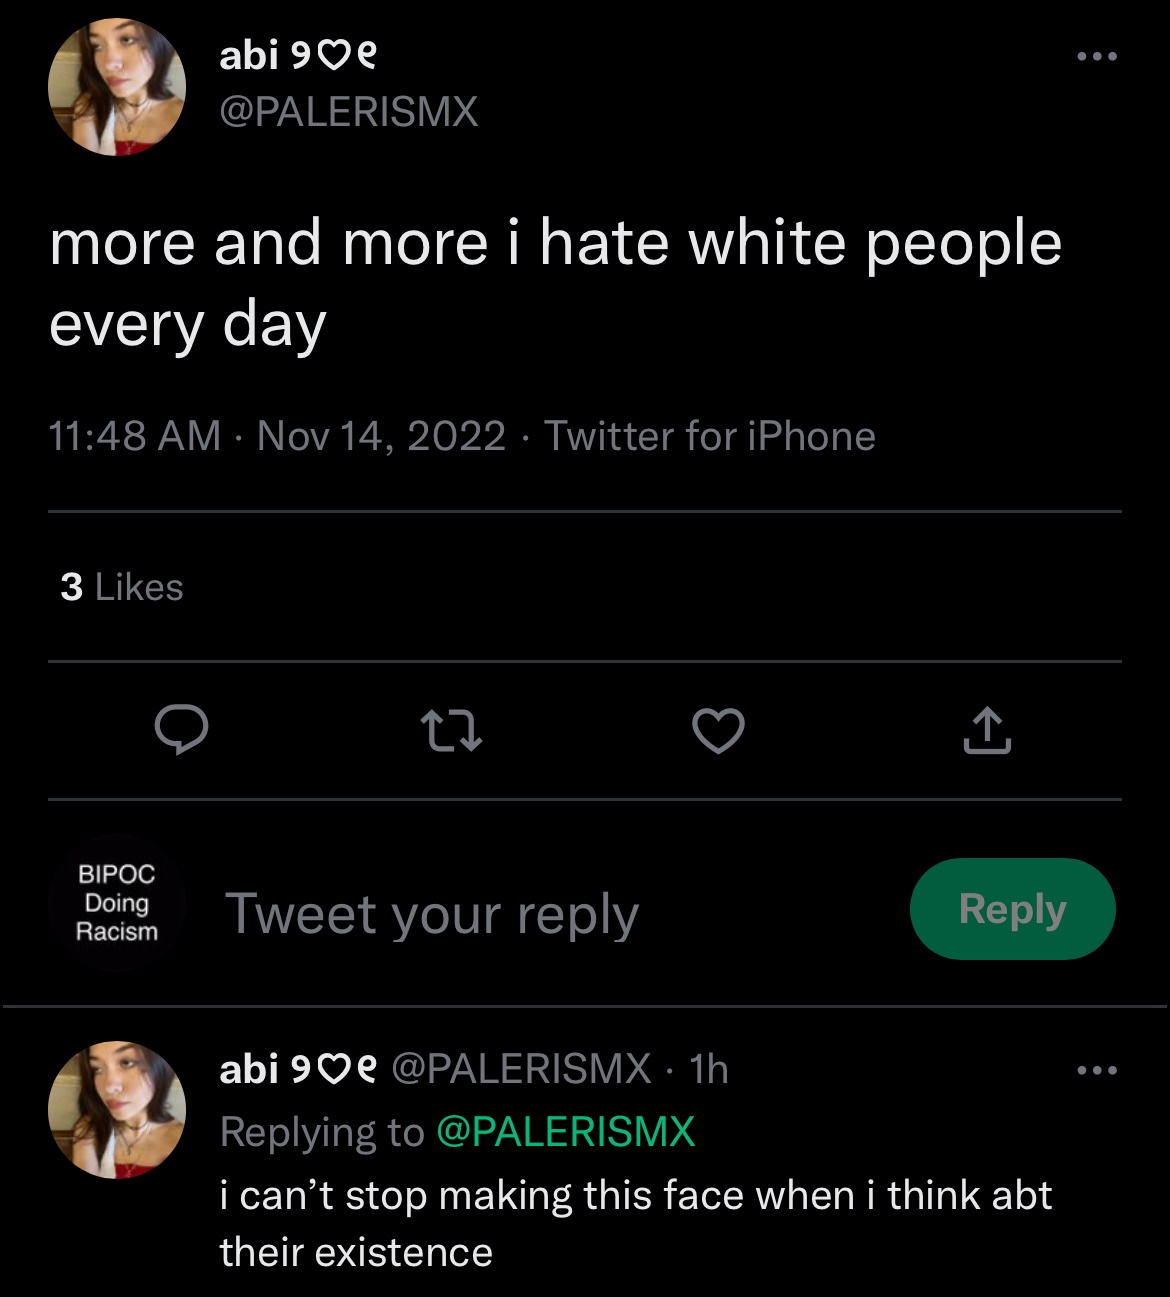 abi ୨♡୧
@PALERISMX
more and more i hate white people
every day
11:48 AM · Nov 14, 2022 · Twitter for iPhone
3 Likes
BIPOC
Doing
Racism
Tweet your reply
Reply
abi ୨♡୧ @PALERISMX · 1h
Replying to @PALERISMX
i can’t stop making this face when i think abt
their existence